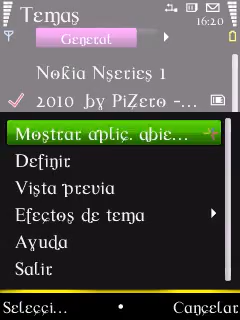 Temas
16:20
General
Nokia Nseries 1
2010 by PiZero -...
Mostrar aplic. abie...
Definir
Vista previa
Efectos de tema
Ayuda
Salir
Selecci...
Cancelar